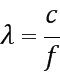 λ = c/f